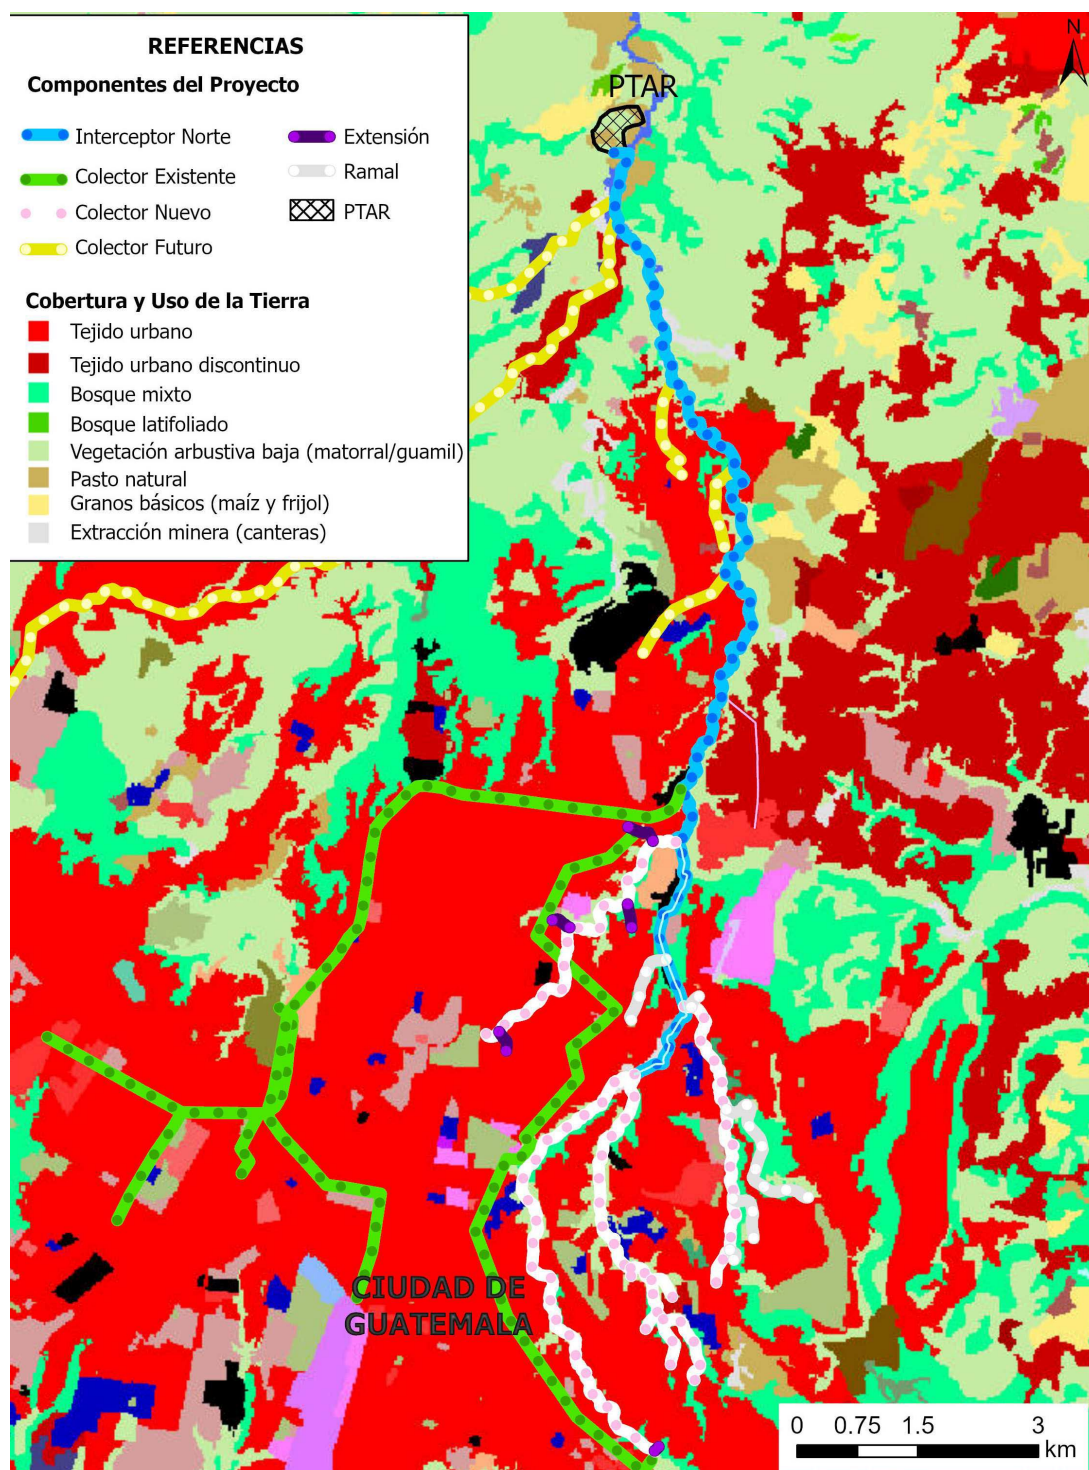 REFERENCIAS
Componentes del Proyecto
Interceptor Norte
Extensión
Colector Existente
Ramal
Colector Nuevo
PTAR
Colector Futuro
Cobertura y Uso de la Tierra
Tejido urbano
Tejido urbano discontinuo
Bosque mixto
Bosque latifoliado
Vegetación arbustiva baja (matorral/guamil)
Pasto natural
Granos básicos (maíz y frijol)
Extracción minera (canteras)
N
PTAR
CIUDAD DE
GUATEMALA
0 0.75 1.5 3
km